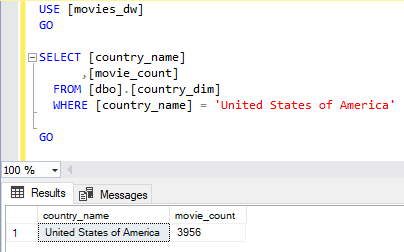 USE [movies_dw]
GO
SELECT [country_name]
,[movie_count]
FROM [dbo].[country_dim]
WHERE [country_name] = 'United States of America'
GO
100 %
Results Messages
country_name movie_count
1 United States of America 3956